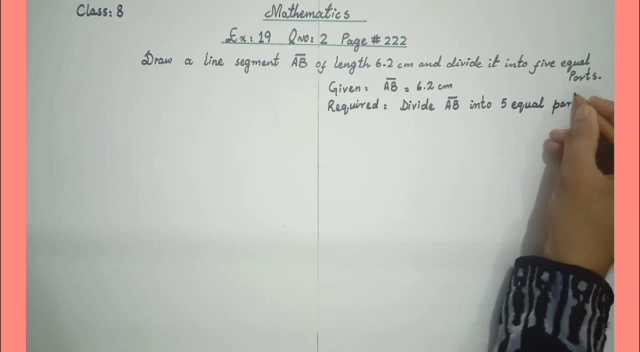 Class: 8
Mathematics
Ex: 19 Q NO: 2 Page # 222
Draw a line segment AB of length 6.2 cm and divide it into five equal
Parts.
Given: AB = 6.2 cm
Required: Divide AB into 5 equal par